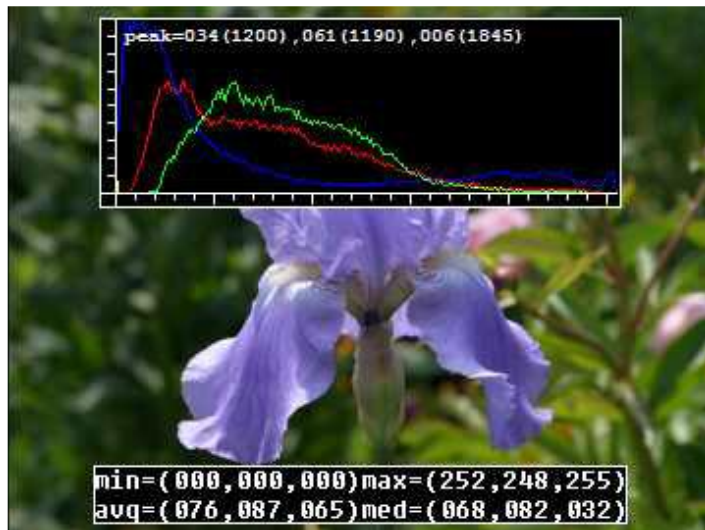 peak=034(1200),061(1190),006(1845)
min=(000,000,000)max=(252,248,255)
avg=(076,087,065)med=(068,082,032)